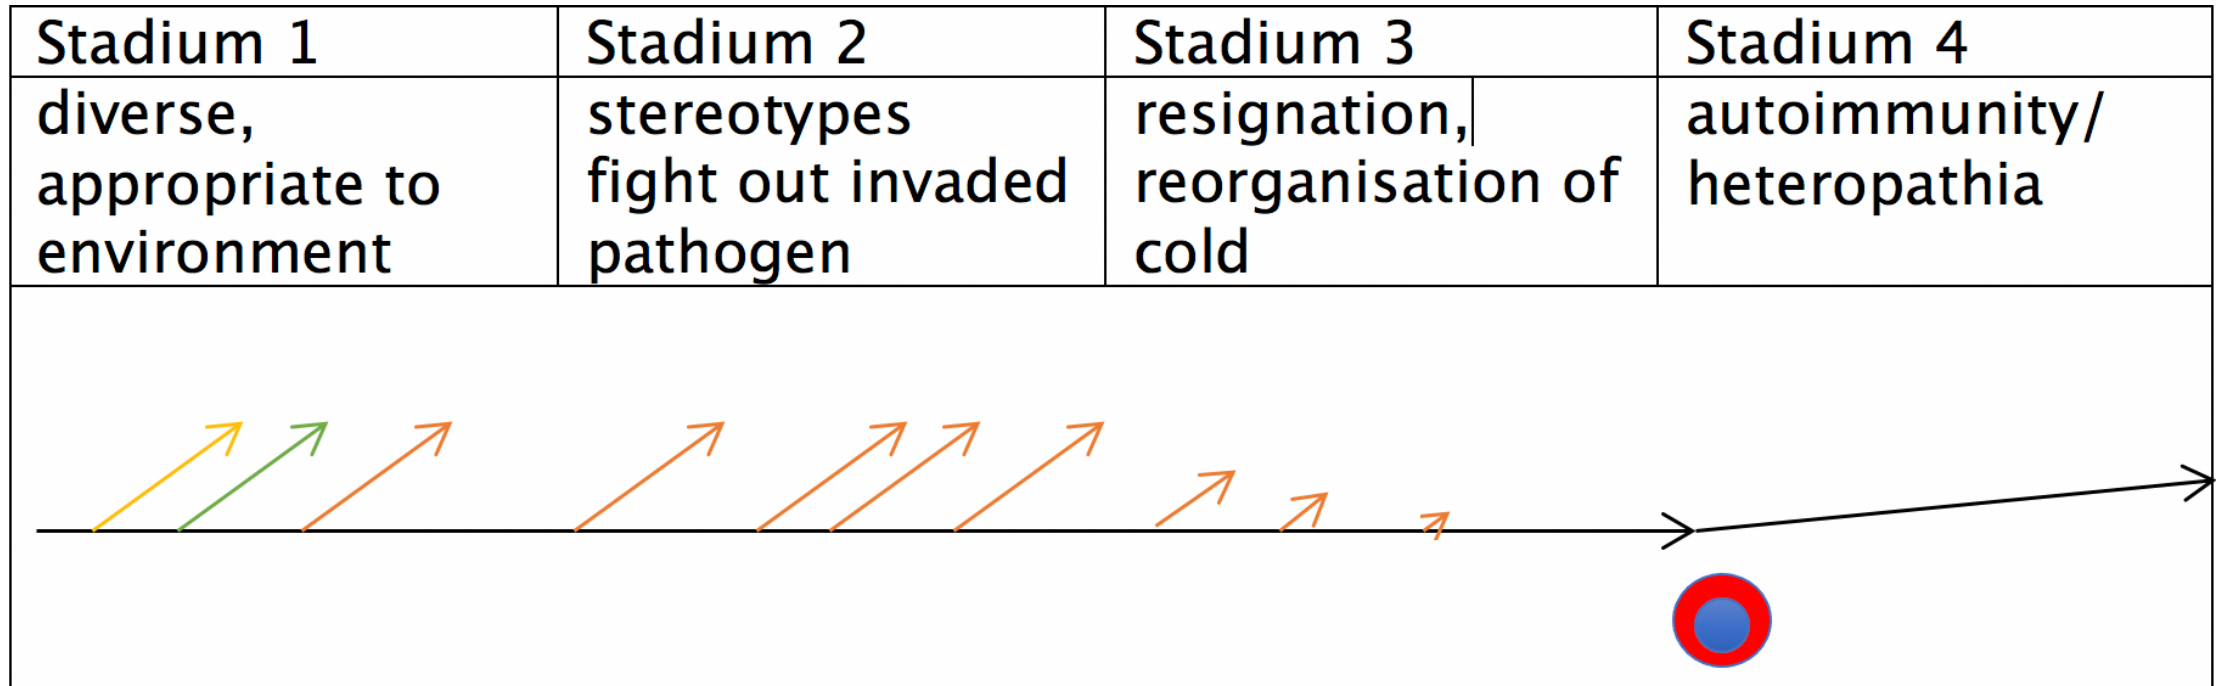 Stadium 1
Stadium 2
Stadium 3
Stadium 4
diverse,
appropriate to
environment
stereotypes
fight out invaded
pathogen
resignation,
reorganisation of
cold
autoimmunity/
heteropathia